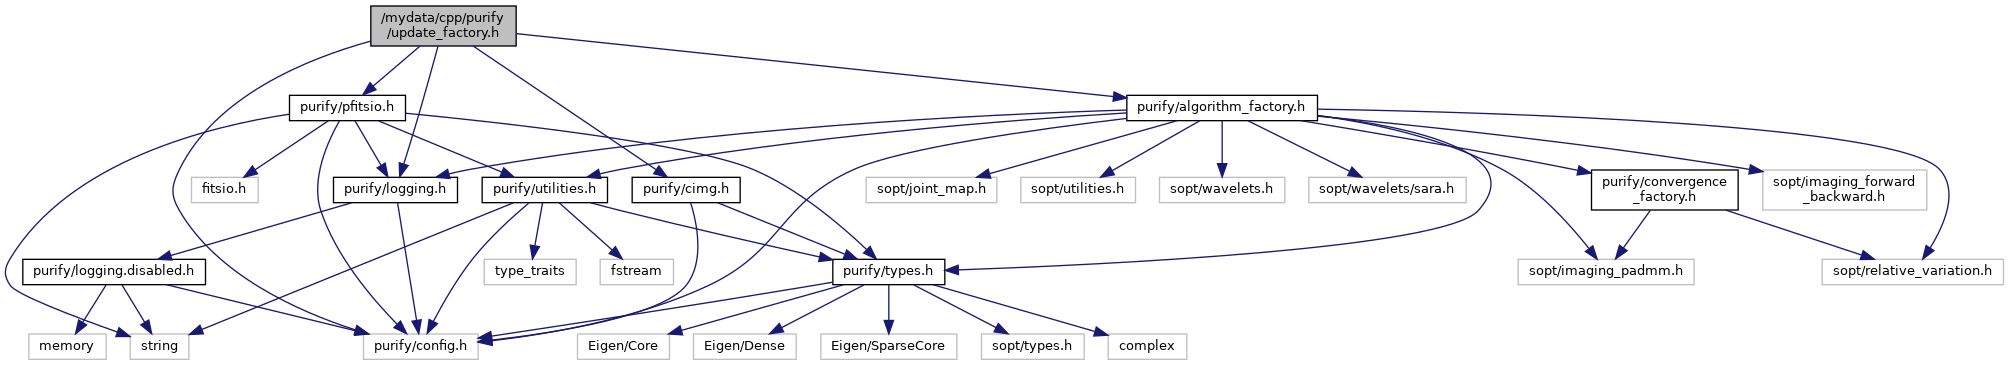 /mydata/cpp/purify
/update_factory.h
purify/pfitsio.h
purify/algorithm_factory.h
fitsio.h
purify/logging.h
purify/utilities.h
purify/cimg.h
sopt/joint_map.h
sopt/utilities.h
sopt/wavelets.h
sopt/wavelets/sara.h
purify/convergence
_factory.h
sopt/imaging_forward
_backward.h
purify/logging.disabled.h
type_traits
fstream
purify/types.h
sopt/imaging_padmm.h
sopt/relative_variation.h
memory
string
purify/config.h
Eigen/Core
Eigen/Dense
Eigen/SparseCore
sopt/types.h
complex